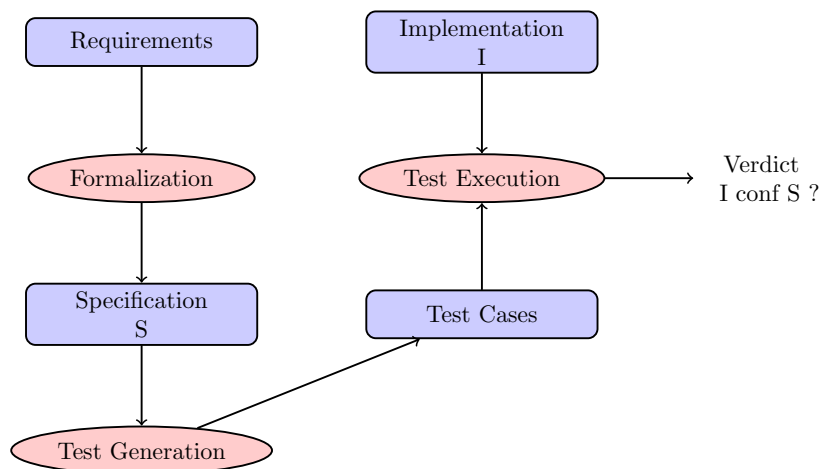 Requirements
Implementation
I
Formalization
Test Execution
Verdict
I conf S ?
Specification
S
Test Cases
Test Generation